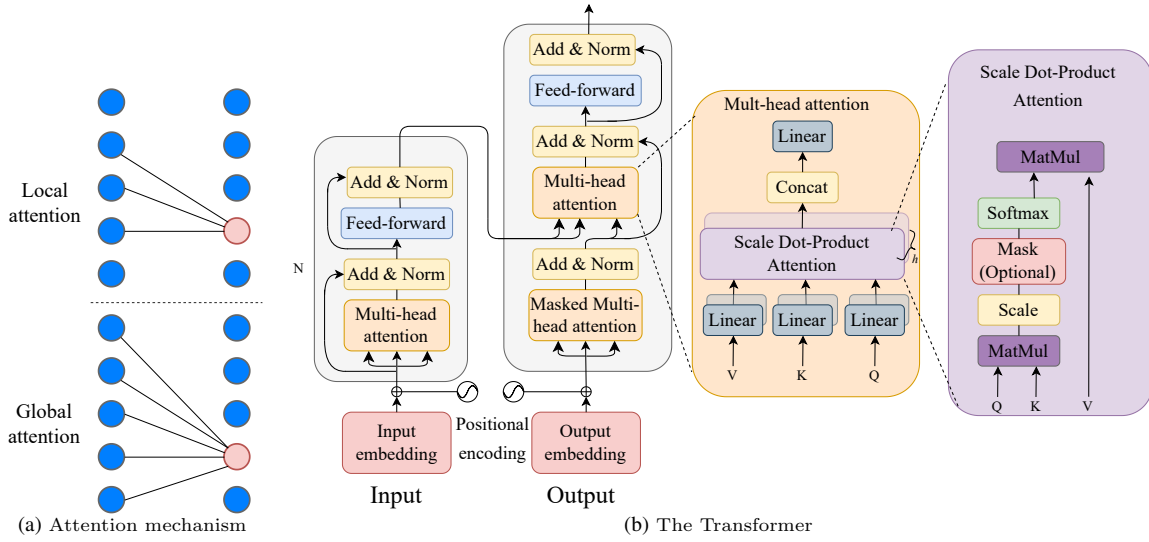 Local
attention
Global
attention
(a) Attention mechanism
N
Add & Norm
Feed-forward
Add & Norm
Multi-head
attention
Input
embedding
Input
Positional
encoding
Add & Norm
Feed-forward
Add & Norm
Multi-head
attention
Add & Norm
Masked Multi-
head attention
Output
embedding
Output
Mult-head attention
Linear
Concat
Scale Dot-Product
Attention
h
Linear
Linear
Linear
V
K
Q
Scale Dot-Product
Attention
MatMul
Softmax
Mask
(Optional)
Scale
MatMul
Q
K
V
(b) The Transformer